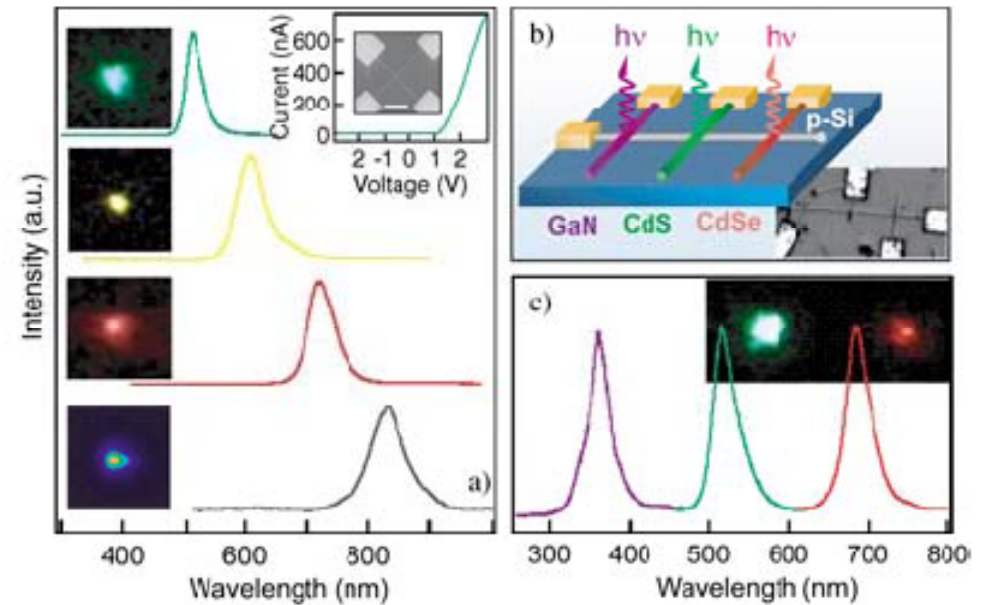 Intensity (a.u.)
Current (nA)
600
400
200
0
2 -1 0 1 2
Voltage (V)
a)
400 600 800
Wavelength (nm)
b)
hν hν hν
p-Si
GaN CdS CdSe
c)
300 400 500 600 700 800
Wavelength (nm)